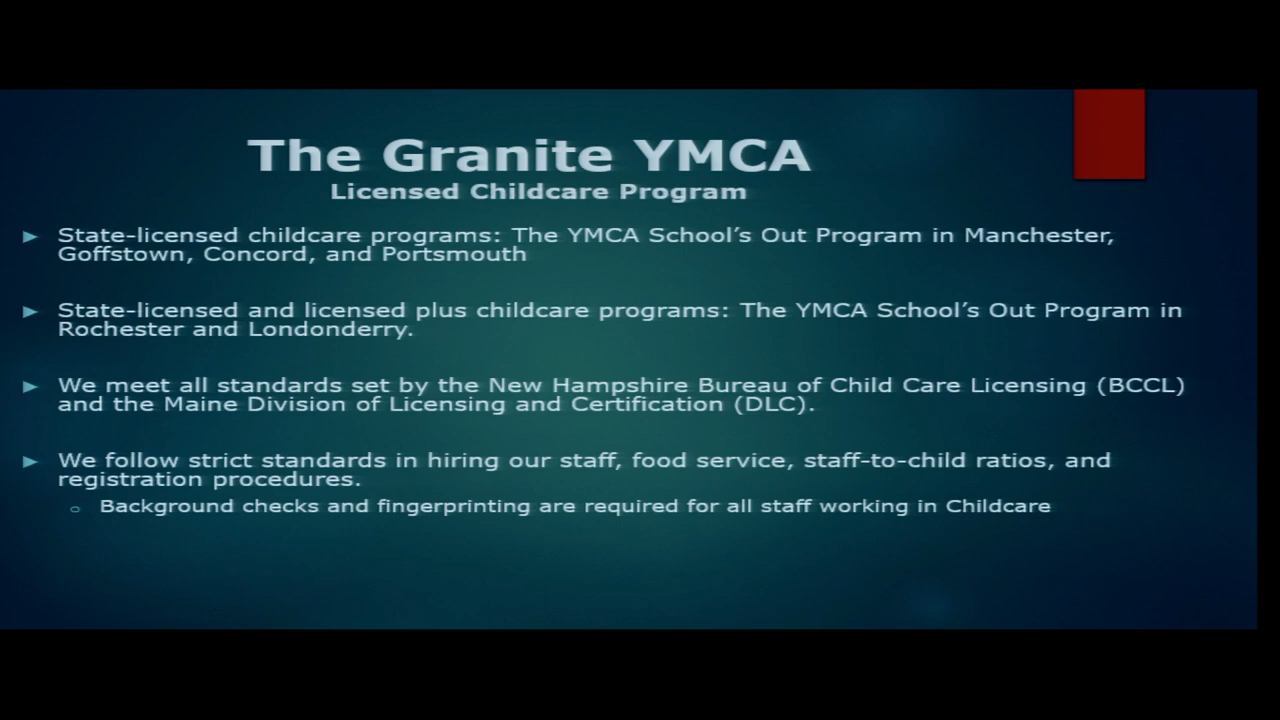 The Granite YMCA
Licensed Childcare Program
► State-licensed childcare programs: The YMCA School’s Out Program in Manchester,
Goffstown, Concord, and Portsmouth
► State-licensed and licensed plus childcare programs: The YMCA School’s Out Program in
Rochester and Londonderry.
► We meet all standards set by the New Hampshire Bureau of Child Care Licensing (BCCL)
and the Maine Division of Licensing and Certification (DLC).
► We follow strict standards in hiring our staff, food service, staff-to-child ratios, and
registration procedures.
○ Background checks and fingerprinting are required for all staff working in Childcare